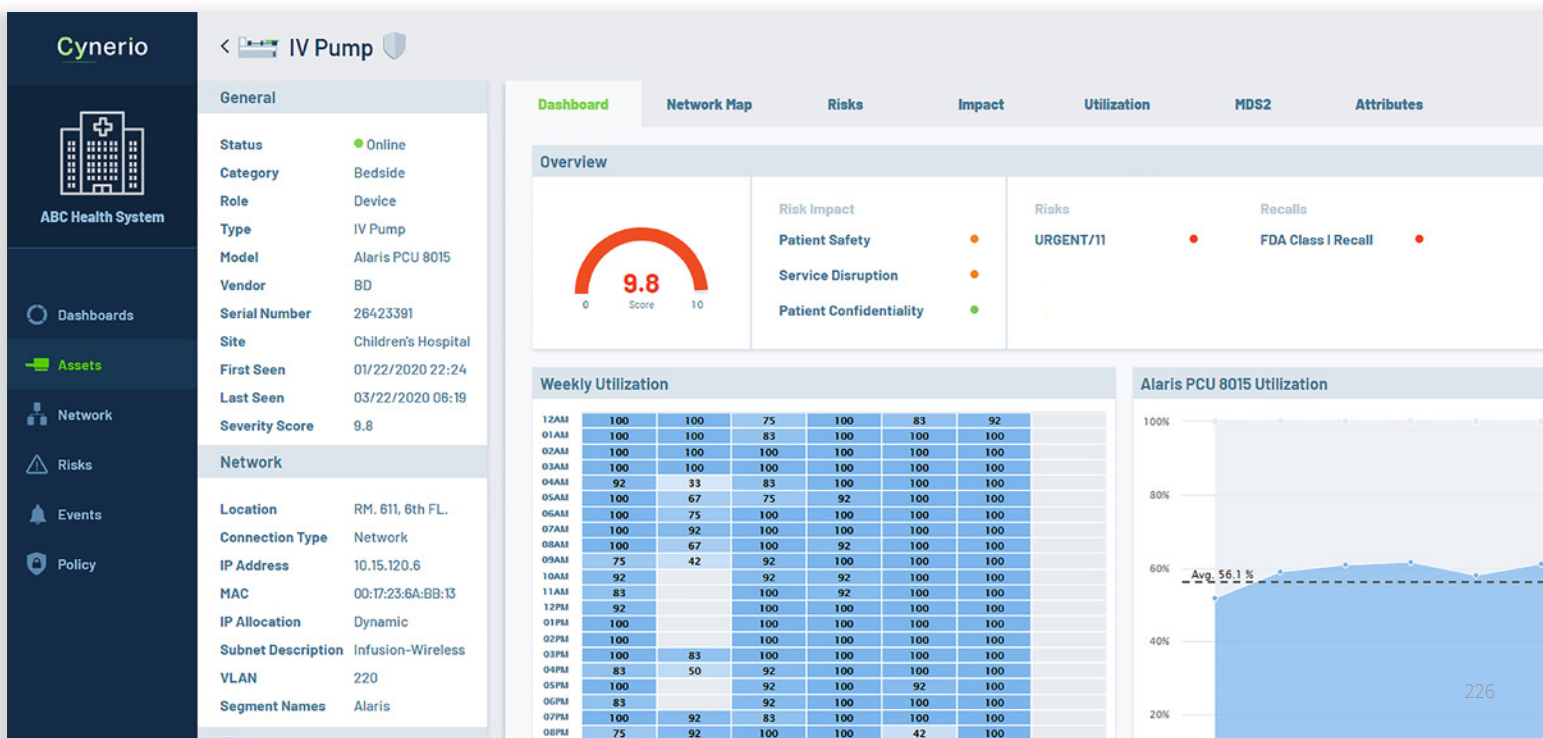 Cynerio
ABC Health System
Dashboards
Assets
Network
Risks
Events
Policy
IV Pump
General
Status Online
Category Bedside
Role Device
Type IV Pump
Model Alaris PCU 8015
Vendor BD
Serial Number 26423391
Site Children's Hospital
First Seen 01/22/2020 22:24
Last Seen 03/22/2020 06:19
Severity Score 9.8
Network
Location RM. 611, 6th FL.
Connection Type Network
IP Address 10.15.120.6
MAC 00:17:23:6A:BB:13
IP Allocation Dynamic
Subnet Description Infusion-Wireless
VLAN 220
Segment Names Alaris
Dashboard Network Map Risks Impact Utilization MDS2 Attributes
Overview
9.8
0 Score 10
Risk Impact
Patient Safety
Service Disruption
Patient Confidentiality
Risks
URGENT/11
Recalls
FDA Class I Recall
Weekly Utilization
12AM 100 100 75 100 83 92
01AM 100 100 83 100 100 100
02AM 100 100 100 100 100 100
03AM 100 100 100 100 100 100
04AM 92 33 83 100 100 100
05AM 100 67 75 92 100 100
06AM 100 75 100 100 100 100
07AM 100 92 100 100 100 100
08AM 100 67 100 92 100 100
09AM 75 42 92 100 100 100
10AM 92 92 92 100 100
11AM 83 100 92 100 100
12PM 92 100 100 100 100
01PM 100 100 100 100 100
02PM 100 100 100 100 100
03PM 100 83 100 100 100 100
04PM 83 50 92 100 100 100
05PM 100 92 100 92 100
06PM 83 92 100 100 100
07PM 100 92 83 100 100 100
08PM 75 92 100 100 42 100
Alaris PCU 8015 Utilization
100%
80%
60%
Avg. 56.1 %
40%
20%
226